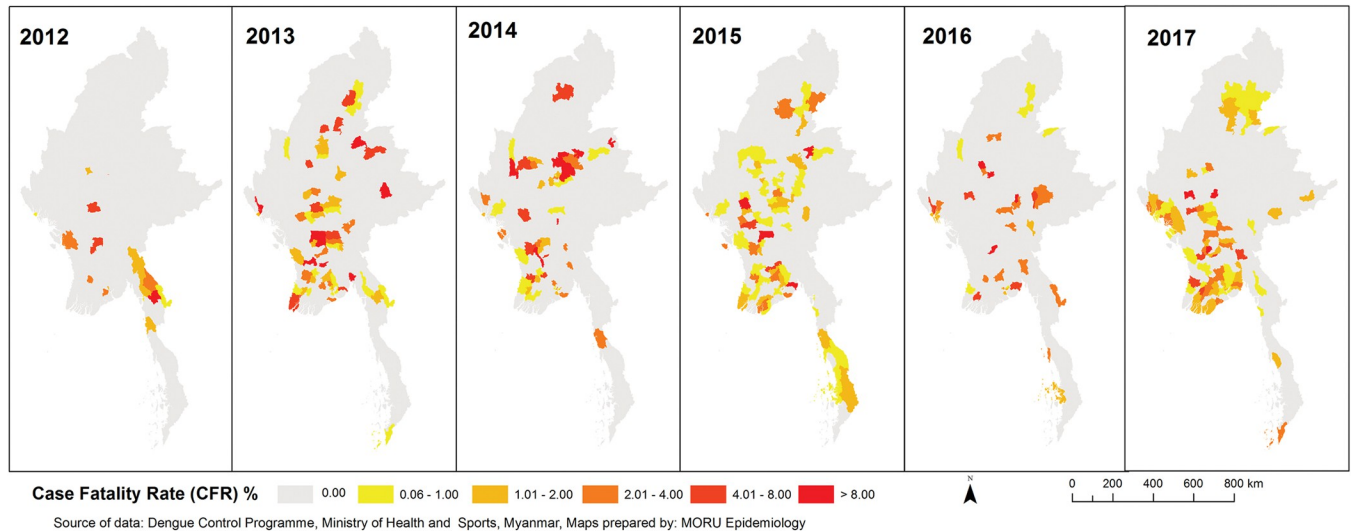 2012
2013
2014
2015
2016
2017
Case Fatality Rate (CFR) %
0.00
0.06 - 1.00
1.01 - 2.00
2.01 - 4.00
4.01 - 8.00
> 8.00
N
0 200 400 600 800 km
Source of data: Dengue Control Programme, Ministry of Health and Sports, Myanmar, Maps prepared by: MORU Epidemiology